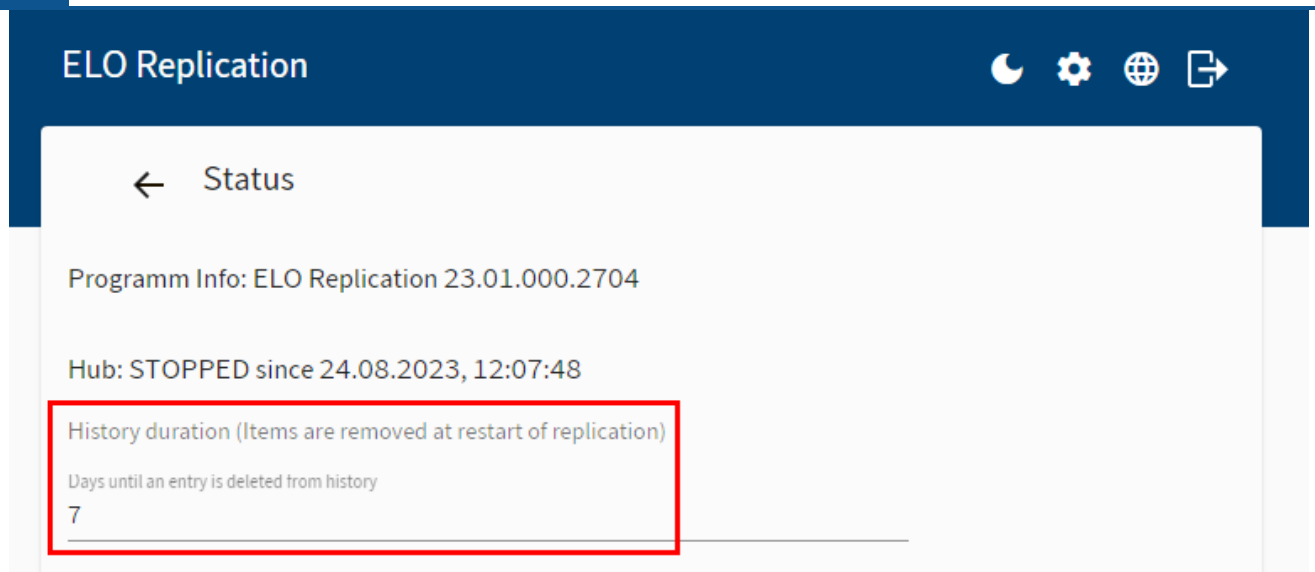 ELO Replication
Status
Programm Info: ELO Replication 23.01.000.2704
Hub: STOPPED since 24.08.2023, 12:07:48
History duration (Items are removed at restart of replication)
Days until an entry is deleted from history
7